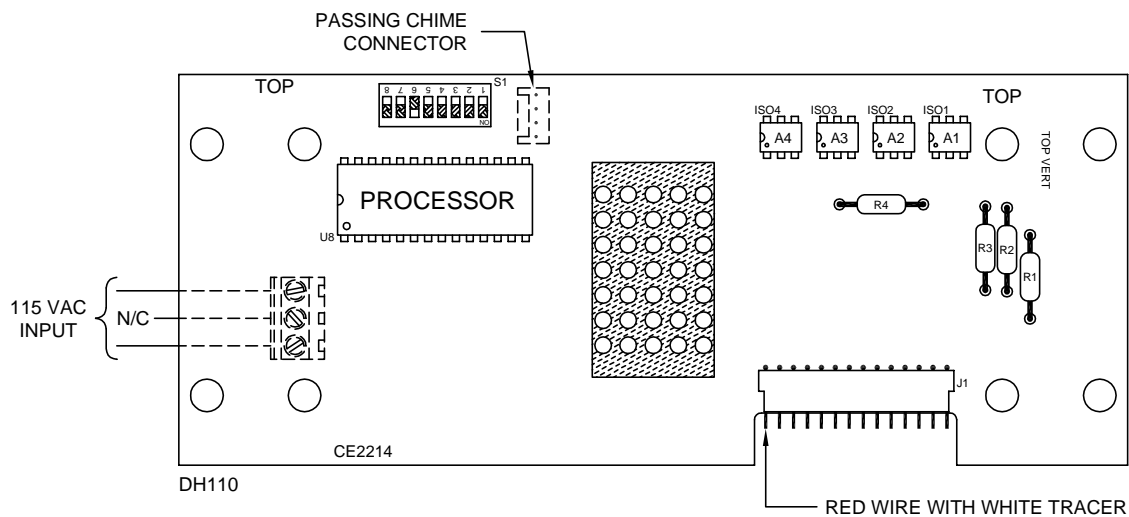 PASSING CHIME
CONNECTOR
TOP
S1
8 7 6 5 4 3 2 1
ON
ISO4
ISO3
ISO2
ISO1
TOP
A4
A3
A2
A1
TOP VERT
PROCESSOR
U8
R4
R3
R2
R1
115 VAC
INPUT
N/C
J1
CE2214
DH110
RED WIRE WITH WHITE TRACER